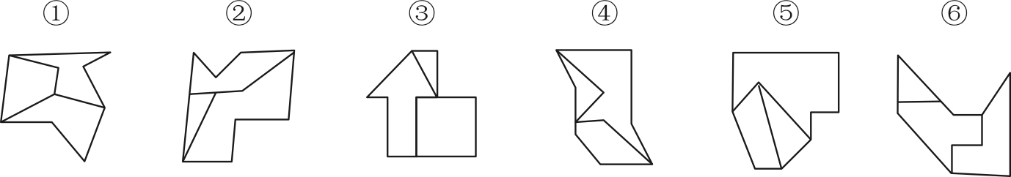 ① ② ③ ④ ⑤ ⑥